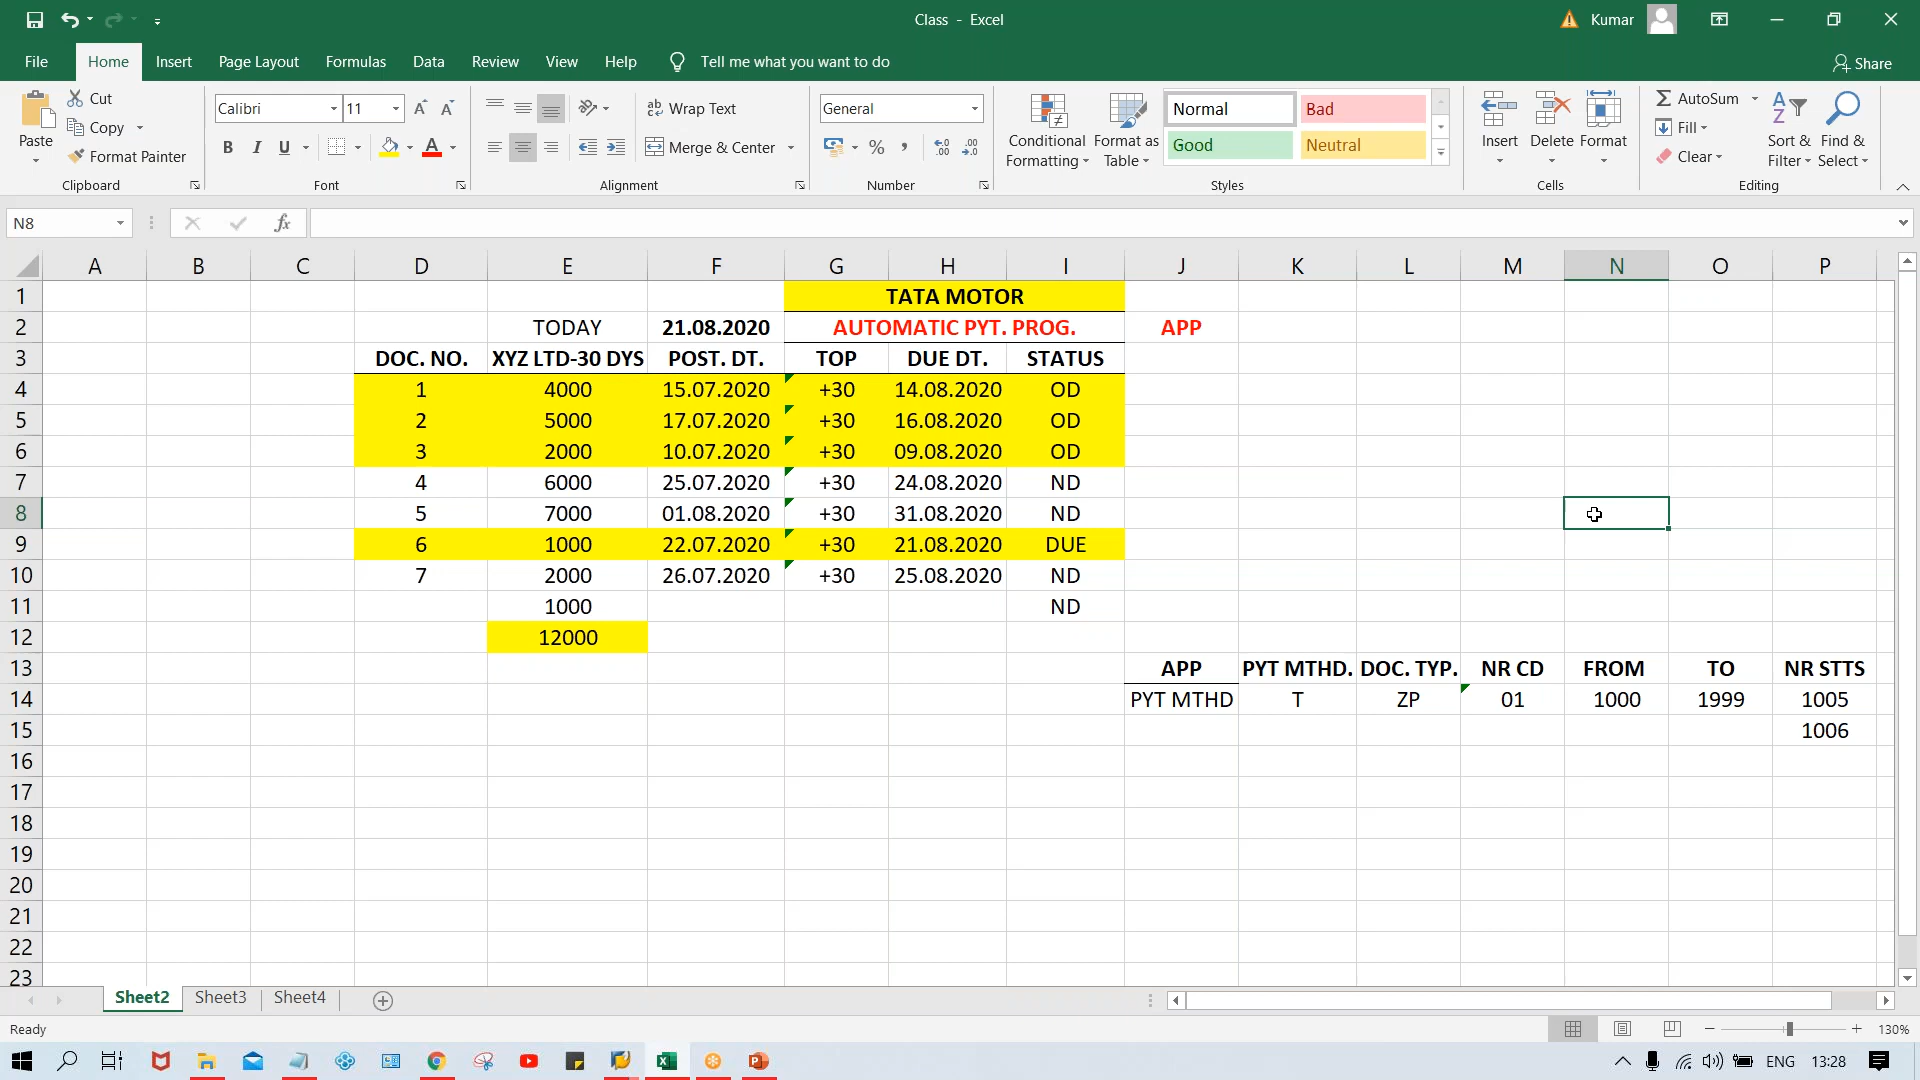 Class - Excel
Kumar
File Home Insert Page Layout Formulas Data Review View Help Tell me what you want to do Share
Paste
Cut
Copy
Format Painter
Clipboard
Calibri 11
B I U A
Font
Wrap Text
Merge & Center
Alignment
General
% ,
Number
Conditional Formatting
Format as Table
Normal Bad
Good Neutral
Styles
Insert Delete Format
Cells
AutoSum
Fill
Clear
Sort & Filter
Find & Select
Editing
N8 fx
A B C D E F G H I J K L M N O P
1 TATA MOTOR
2 TODAY 21.08.2020 AUTOMATIC PYT. PROG. APP
3 DOC. NO. XYZ LTD-30 DYS POST. DT. TOP DUE DT. STATUS
4 1 4000 15.07.2020 +30 14.08.2020 OD
5 2 5000 17.07.2020 +30 16.08.2020 OD
6 3 2000 10.07.2020 +30 09.08.2020 OD
7 4 6000 25.07.2020 +30 24.08.2020 ND
8 5 7000 01.08.2020 +30 31.08.2020 ND
9 6 1000 22.07.2020 +30 21.08.2020 DUE
10 7 2000 26.07.2020 +30 25.08.2020 ND
11 1000 ND
12 12000
13 APP PYT MTHD. DOC. TYP. NR CD FROM TO NR STTS
14 PYT MTHD T ZP 01 1000 1999 1005
15 1006
16
17
18
19
20
21
22
23
Sheet2 Sheet3 Sheet4
Ready 130%
ENG 13:28